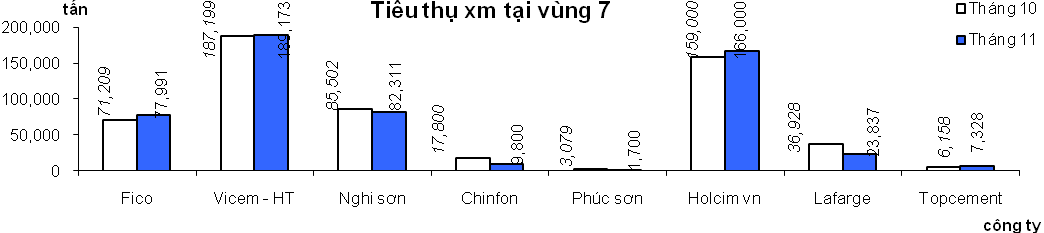 tấn
Tiêu thụ xm tại vùng 7
Tháng 10
Tháng 11
200,000
150,000
100,000
50,000
0
71,209
77,991
187,199
189,173
85,502
82,311
17,800
9,800
3,079
1,700
159,000
166,000
36,928
23,837
6,158
7,328
Fico
Vicem - HT
Nghi sơn
Chinfon
Phúc sơn
Holcim vn
Lafarge
Topcement
công ty